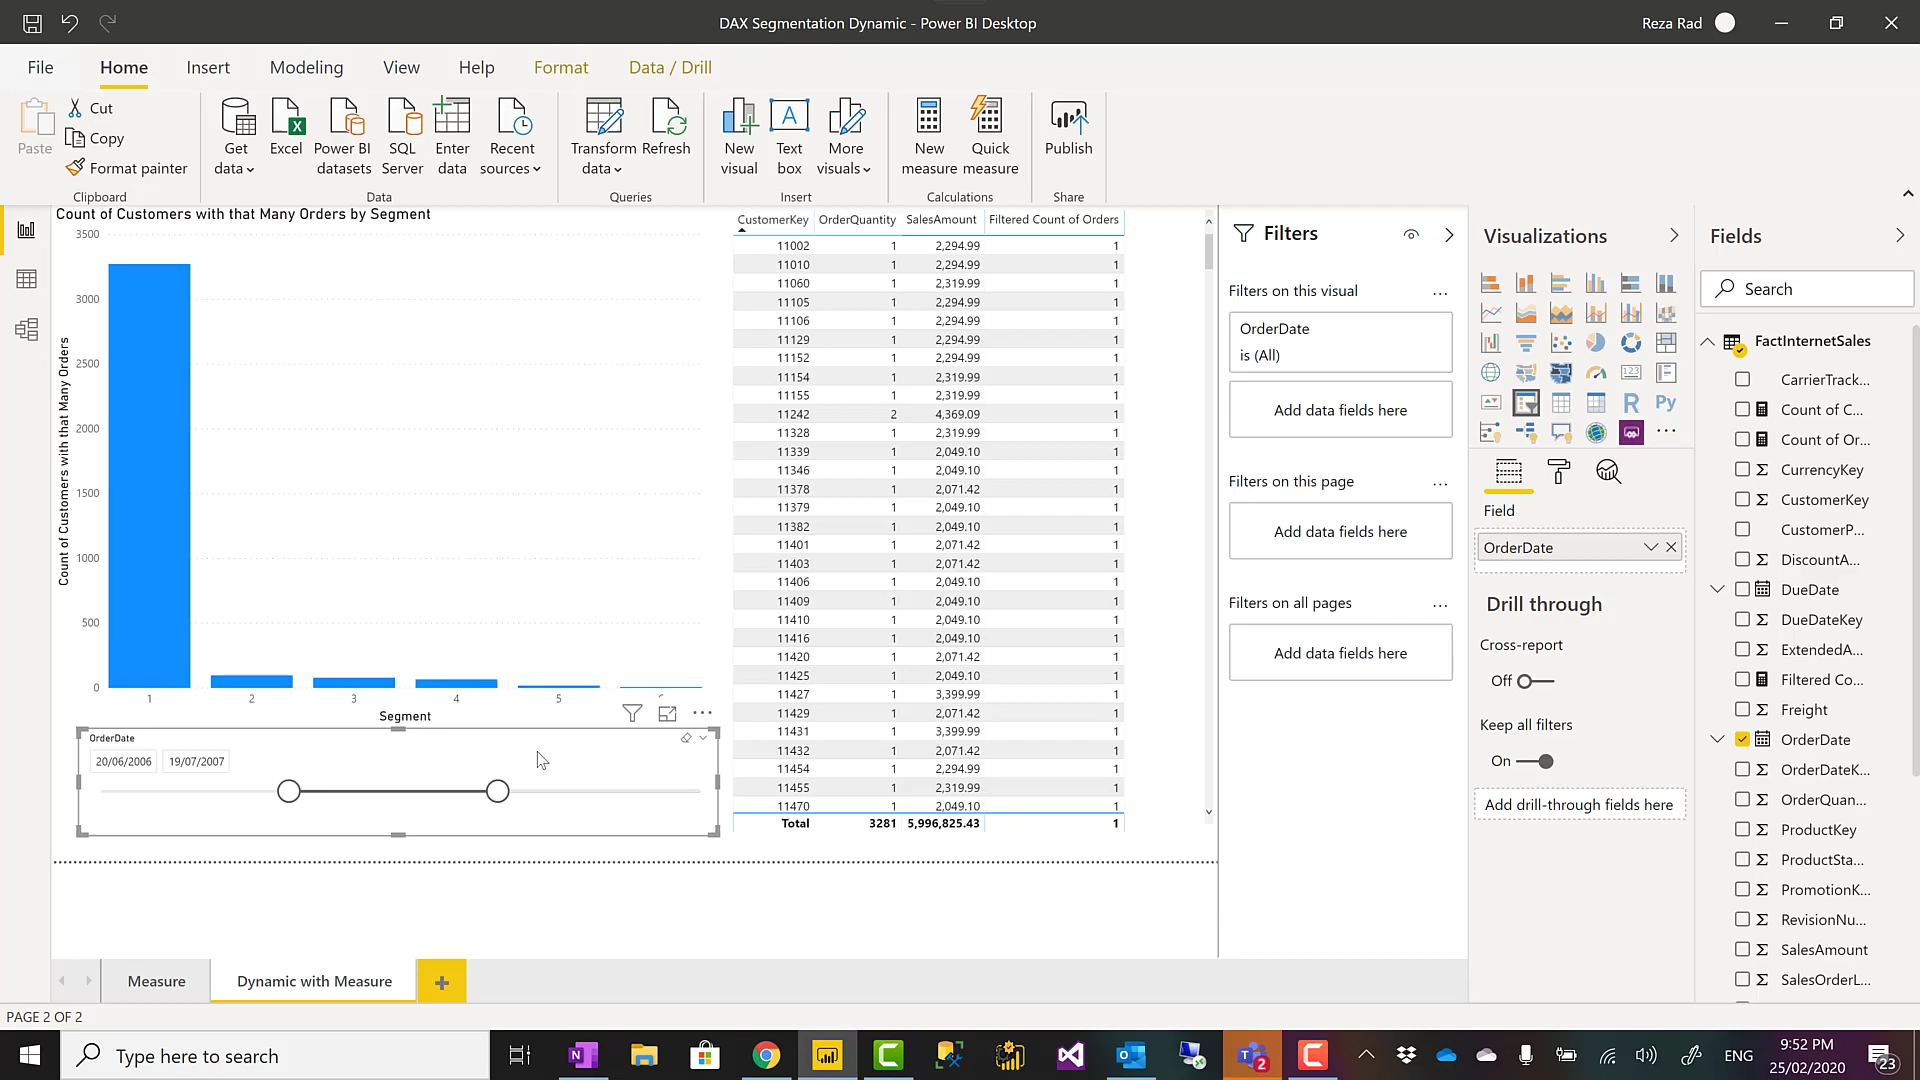 DAX Segmentation Dynamic - Power BI Desktop
Reza Rad
File Home Insert Modeling View Help Format Data / Drill
Paste
Cut
Copy
Format painter
Clipboard
Get data
Excel
Power BI datasets
SQL Server
Enter data
Recent sources
Data
Transform data
Refresh
Queries
New visual
Text box
More visuals
Insert
New measure
Quick measure
Calculations
Publish
Share
Count of Customers with that Many Orders by Segment
Count of Customers with that Many Orders
3500
3000
2500
2000
1500
1000
500
0
1 2 3 4 5
Segment
OrderDate
20/06/2006 19/07/2007
CustomerKey OrderQuantity SalesAmount Filtered Count of Orders
11002 1 2,294.99 1
11010 1 2,294.99 1
11060 1 2,319.99 1
11105 1 2,294.99 1
11106 1 2,294.99 1
11129 1 2,294.99 1
11152 1 2,294.99 1
11154 1 2,319.99 1
11155 1 2,319.99 1
11242 2 4,369.09 1
11328 1 2,319.99 1
11339 1 2,049.10 1
11346 1 2,049.10 1
11378 1 2,071.42 1
11379 1 2,049.10 1
11382 1 2,049.10 1
11401 1 2,071.42 1
11403 1 2,071.42 1
11406 1 2,049.10 1
11409 1 2,049.10 1
11410 1 2,049.10 1
11416 1 2,049.10 1
11420 1 2,071.42 1
11425 1 2,049.10 1
11427 1 3,399.99 1
11429 1 2,071.42 1
11431 1 3,399.99 1
11432 1 2,071.42 1
11454 1 2,294.99 1
11455 1 2,319.99 1
11470 1 2,049.10 1
Total 3281 5,996,825.43 1
Filters
Filters on this visual ...
OrderDate
is (All)
Add data fields here
Filters on this page ...
Add data fields here
Filters on all pages ...
Add data fields here
Visualizations
123
R Py
...
Field
OrderDate
Drill through
Cross-report
Off
Keep all filters
On
Add drill-through fields here
Fields
Search
FactInternetSales
CarrierTrack...
Count of C...
Count of Or...
CurrencyKey
CustomerKey
CustomerP...
DiscountA...
DueDate
DueDateKey
ExtendedA...
Filtered Co...
Freight
OrderDate
OrderDateK...
OrderQuan...
ProductKey
ProductSta...
PromotionK...
RevisionNu...
SalesAmount
SalesOrderL...
Measure
Dynamic with Measure
PAGE 2 OF 2
Type here to search
2
ENG
9:52 PM
25/02/2020
23